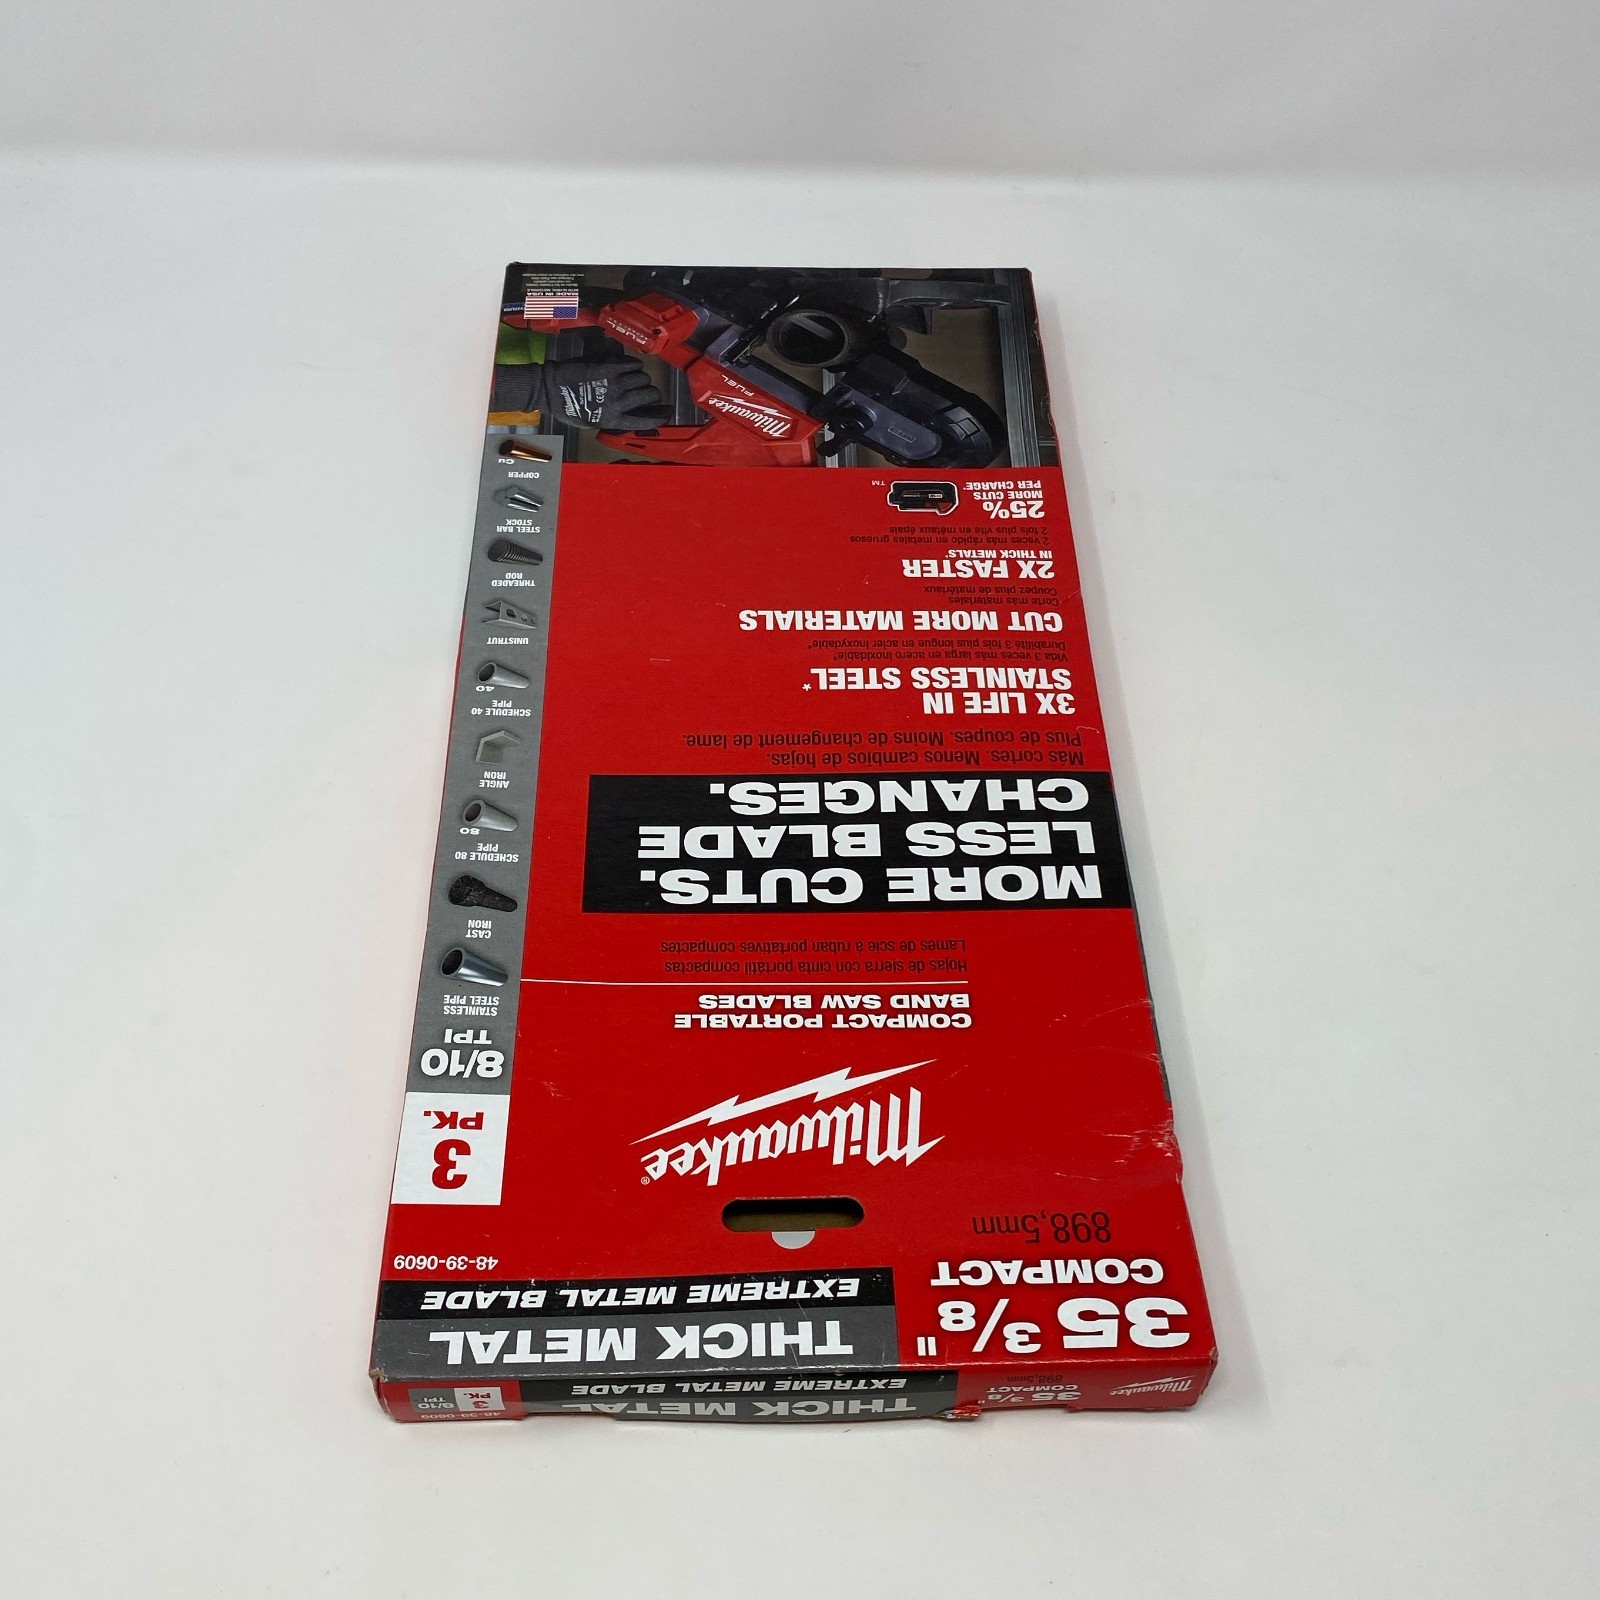 Milwaukee
35 3/8"
COMPACT
898,5mm
THICK METAL
EXTREME METAL BLADE
3
PK.
8/10
TPI
48-39-0609
35 3/8"
COMPACT
898,5mm
THICK METAL
EXTREME METAL BLADE
48-39-0609
Milwaukee®
3
PK.
8/10
TPI
COMPACT PORTABLE
BAND SAW BLADES
Hojas de sierra con cinta portátil compactas
Lames de scie à ruban portatives compactes
MORE CUTS.
LESS BLADE
CHANGES.
Más cortes. Menos cambios de hojas.
Plus de coupes. Moins de changement de lame.
3X LIFE IN
STAINLESS STEEL*
Vida 3 veces más larga en acero inoxidable*
Durabilité 3 fois plus longue en acier inoxydable*
CUT MORE MATERIALS
Corte más materiales
Coupez plus de matériaux
2X FASTER
IN THICK METALS*
2 veces más rápido en metales gruesos
2 fois plus vite en métaux épais
25%
MORE CUTS
PER CHARGE*
TM
STAINLESS
STEEL PIPE
CAST
IRON
SCHEDULE 80
PIPE
80
ANGLE
IRON
SCHEDULE 40
PIPE
40
UNISTRUT
THREADED
ROD
STEEL BAR
STOCK
COPPER
Cu
Milwaukee
FUEL
FUEL
Milwaukee
MADE IN USA
WITH GLOBAL MATERIALS